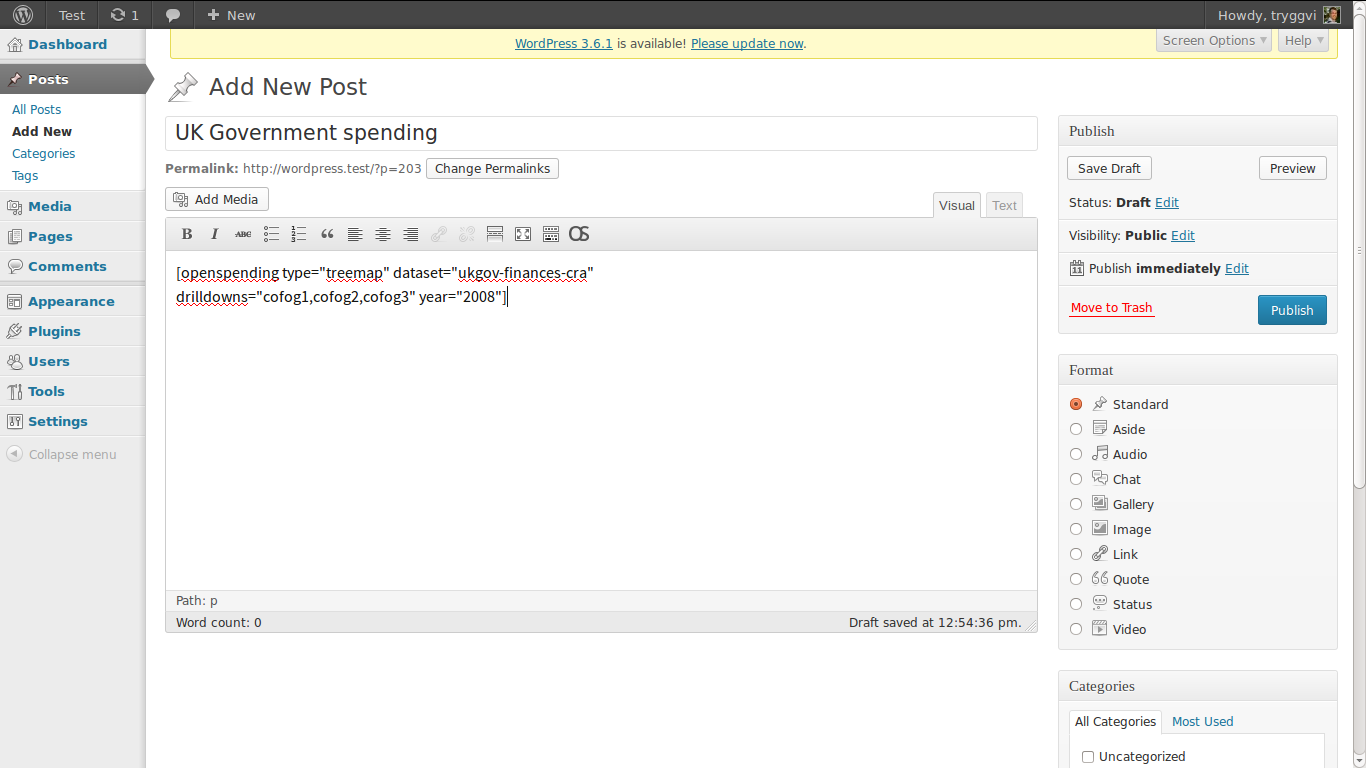 Test
1
New
Howdy, tryggvi
WordPress 3.6.1 is available! Please update now.
Screen Options
Help
Dashboard
Posts
All Posts
Add New
Categories
Tags
Media
Pages
Comments
Appearance
Plugins
Users
Tools
Settings
Collapse menu
Add New Post
UK Government spending
Permalink: http://wordpress.test/?p=203 Change Permalinks
Add Media
Visual
Text
B I ABC OS
[openspending type="treemap" dataset="ukgov-finances-cra"
drilldowns="cofog1,cofog2,cofog3" year="2008"]
Path: p
Word count: 0
Draft saved at 12:54:36 pm.
Publish
Save Draft
Preview
Status: Draft Edit
Visibility: Public Edit
Publish immediately Edit
Move to Trash
Publish
Format
Standard
Aside
Audio
Chat
Gallery
Image
Link
Quote
Status
Video
Categories
All Categories
Most Used
Uncategorized